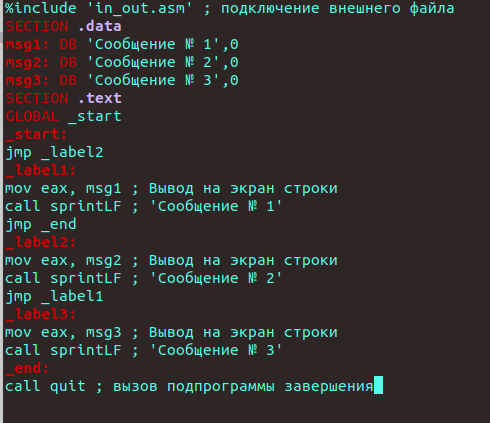 %include 'in_out.asm' ; подключение внешнего файла
SECTION .data
msg1: DB 'Сообщение № 1',0
msg2: DB 'Сообщение № 2',0
msg3: DB 'Сообщение № 3',0
SECTION .text
GLOBAL _start
_start:
jmp _label2
_label1:
mov eax, msg1 ; Вывод на экран строки
call sprintLF ; 'Сообщение № 1'
jmp _end
_label2:
mov eax, msg2 ; Вывод на экран строки
call sprintLF ; 'Сообщение № 2'
jmp _label1
_label3:
mov eax, msg3 ; Вывод на экран строки
call sprintLF ; 'Сообщение № 3'
_end:
call quit ; вызов подпрограммы завершения